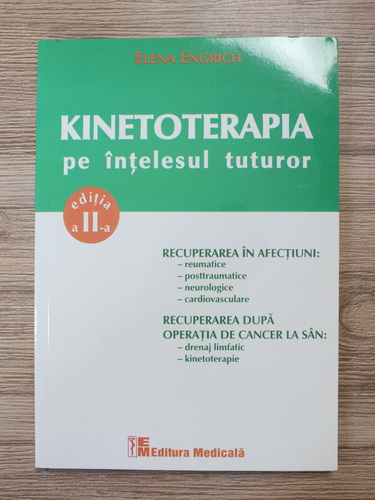 ELENA ENGRICH
KINETOTERAPIA
pe înțelesul tuturor
ediția
a II-a
RECUPERAREA ÎN AFECȚIUNI:
– reumatice
– posttraumatice
– neurologice
– cardiovasculare
RECUPERAREA DUPĂ
OPERAȚIA DE CANCER LA SÂN:
– drenaj limfatic
– kinetoterapie
EM Editura Medicală